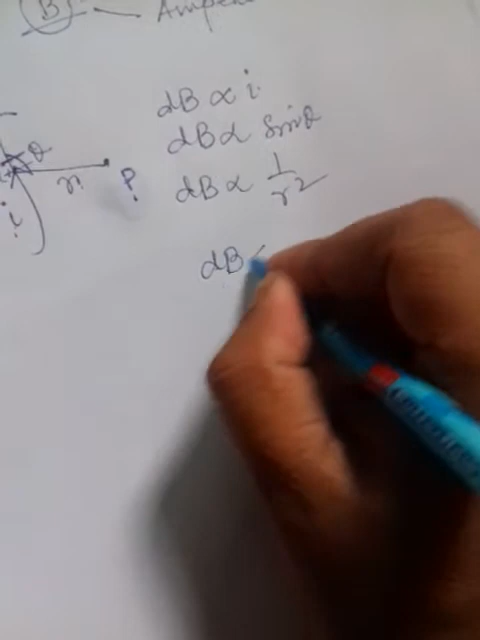 B — Ampe
dB ∝ i
dB ∝ sinθ
θ
r
P
dB ∝ 1/r²
i
dB